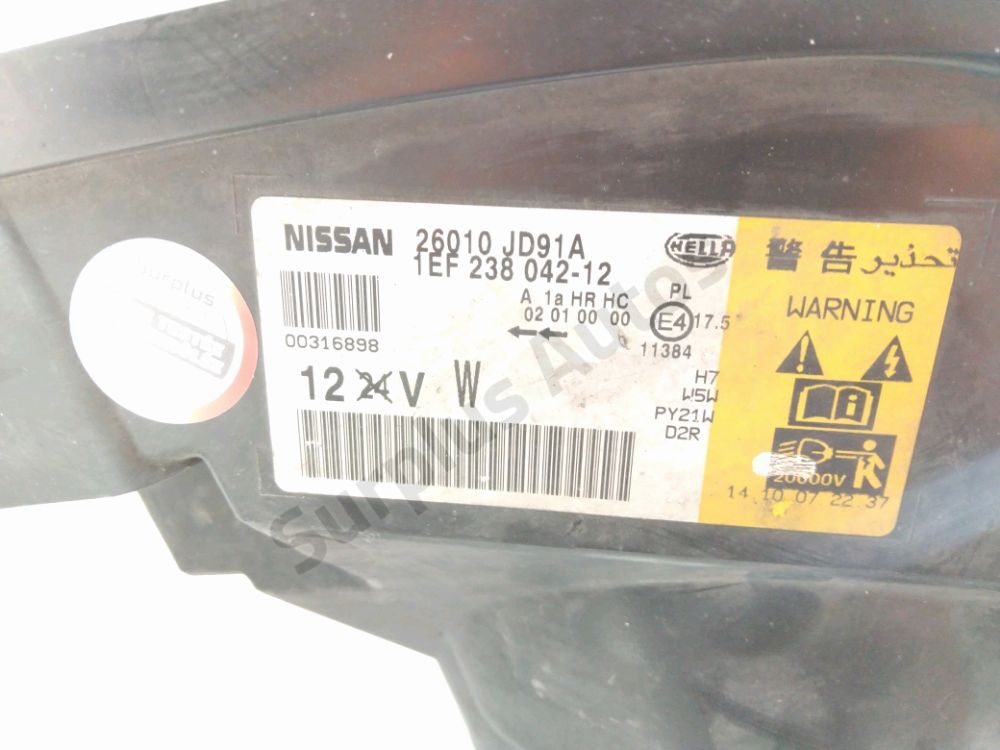 NISSAN 26010 JD91A
1EF 238 042-12
HELLA
A 1a HR HC PL
02 01 00 00 E4 17.5
11384
00316898
12 24 V W
H7
W5W
PY21W
D2R
警告 تحذير
WARNING
20000V
14.10.07 22.37
surplus
Surplus Autos